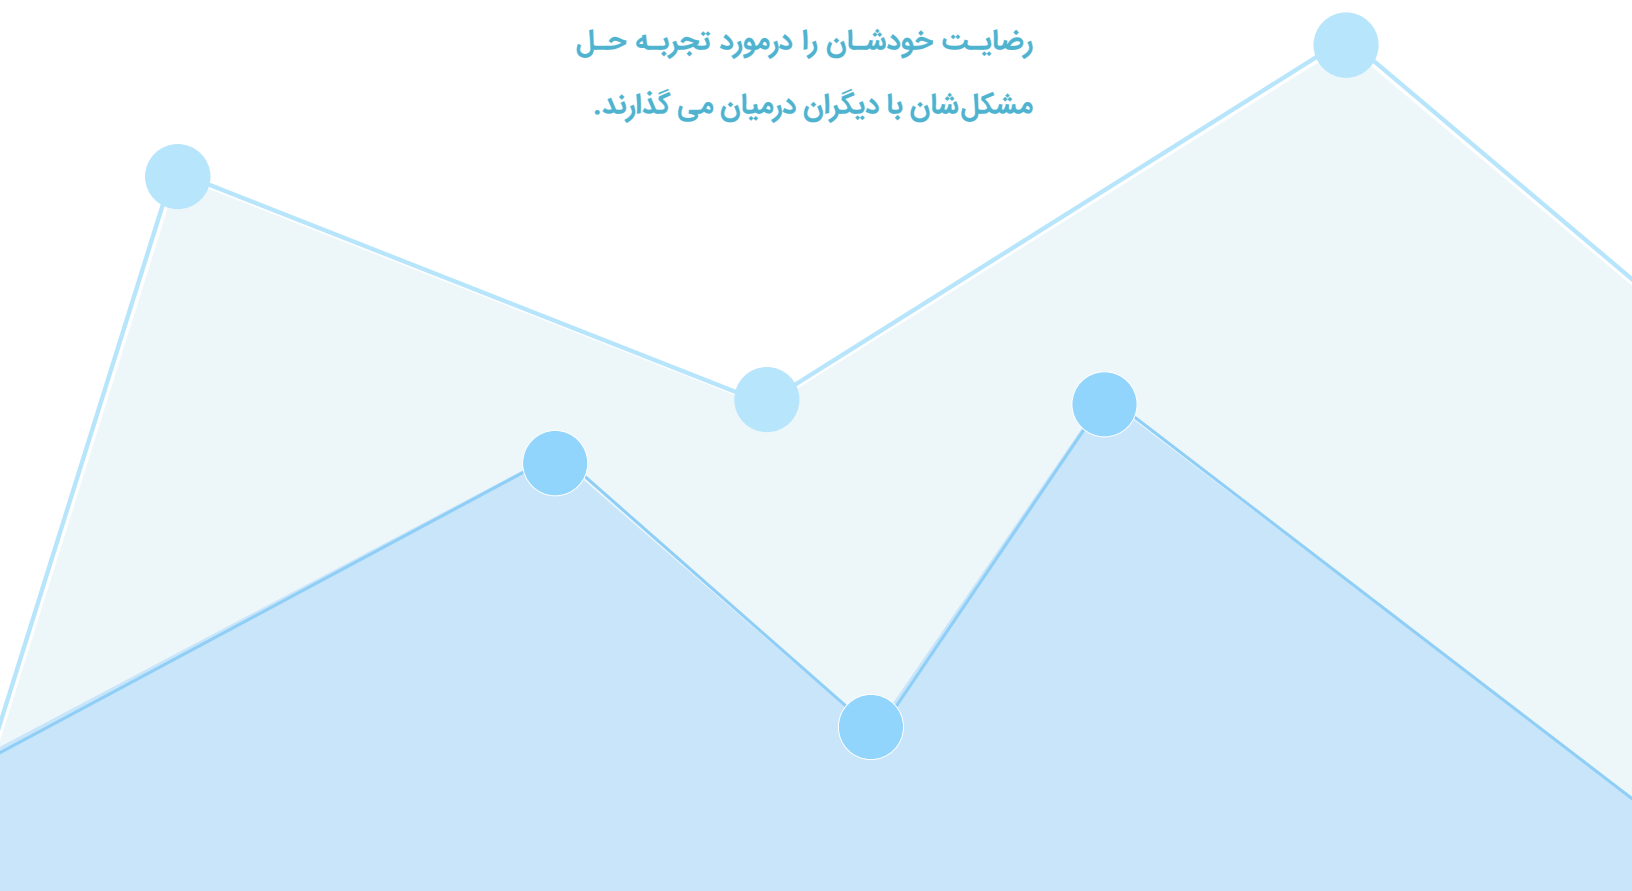 رضایـت خودشـان را درمورد تجربـه حـل
مشکل‌شان با دیگران درمیان می گذارند.